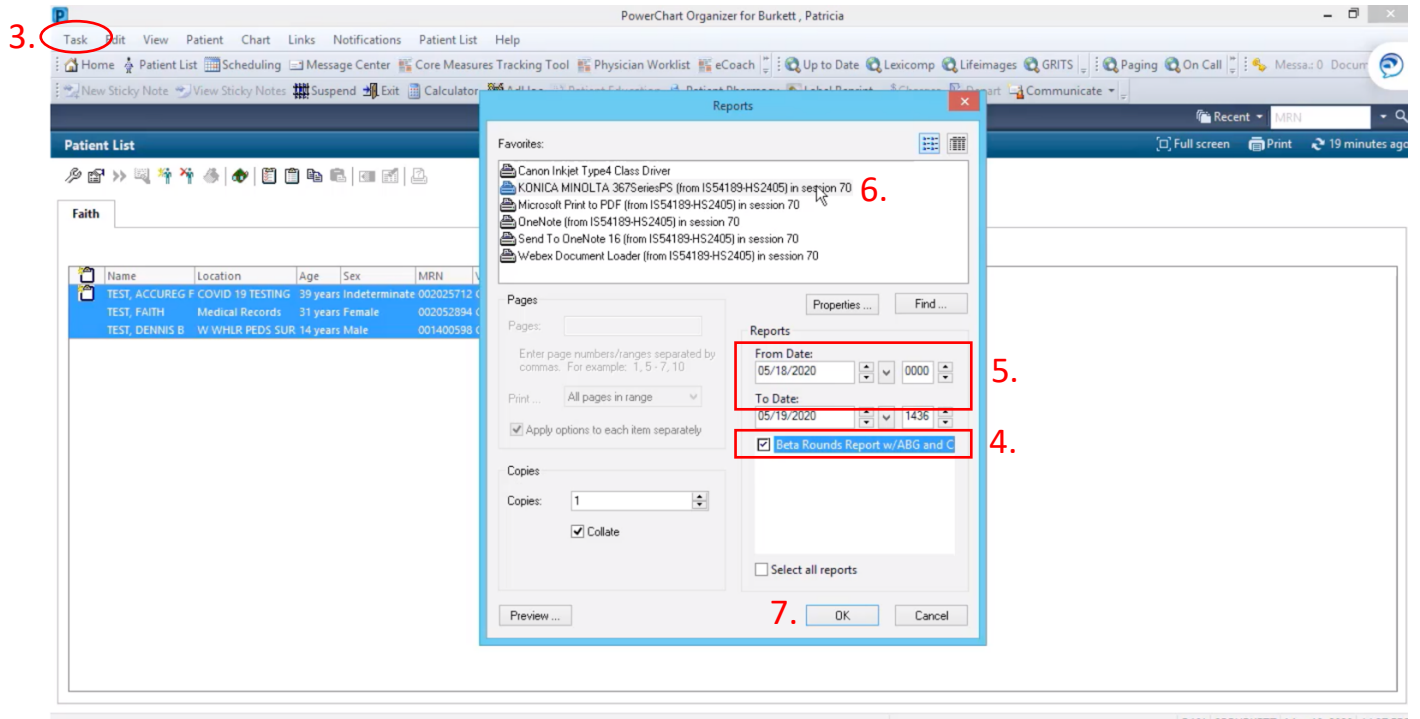 PowerChart Organizer for Burkett , Patricia
3.
Task Edit View Patient Chart Links Notifications Patient List Help
Home Patient List Scheduling Message Center Core Measures Tracking Tool Physician Worklist eCoach Up to Date Lexicomp Lifeimages GRITS Paging On Call Messa.: 0 Docum
New Sticky Note View Sticky Notes Suspend Exit Calculator Communicate
Reports
Recent MRN
Patient List
Full screen Print 19 minutes ago
Faith
Name Location Age Sex MRN
TEST, ACCUREG F COVID 19 TESTING 39 years Indeterminate 002025712
TEST, FAITH Medical Records 31 years Female 002052894
TEST, DENNIS B W WHLR PEDS SUR 14 years Male 001400598
Favorites:
Canon Inkjet Type4 Class Driver
KONICA MINOLTA 367SeriesPS (from IS54189-HS2405) in session 70
6.
Microsoft Print to PDF (from IS54189-HS2405) in session 70
OneNote (from IS54189-HS2405) in session 70
Send To OneNote 16 (from IS54189-HS2405) in session 70
Webex Document Loader (from IS54189-HS2405) in session 70
Pages
Pages:
Enter page numbers/ranges separated by
commas. For example: 1, 5 - 7, 10
Print ... All pages in range
Apply options to each item separately
Copies
Copies: 1
Collate
Properties ... Find ...
Reports
From Date:
05/18/2020 0000
5.
To Date:
05/19/2020 1436
Beta Rounds Report w/ABG and C
4.
Select all reports
Preview ...
7.
OK Cancel